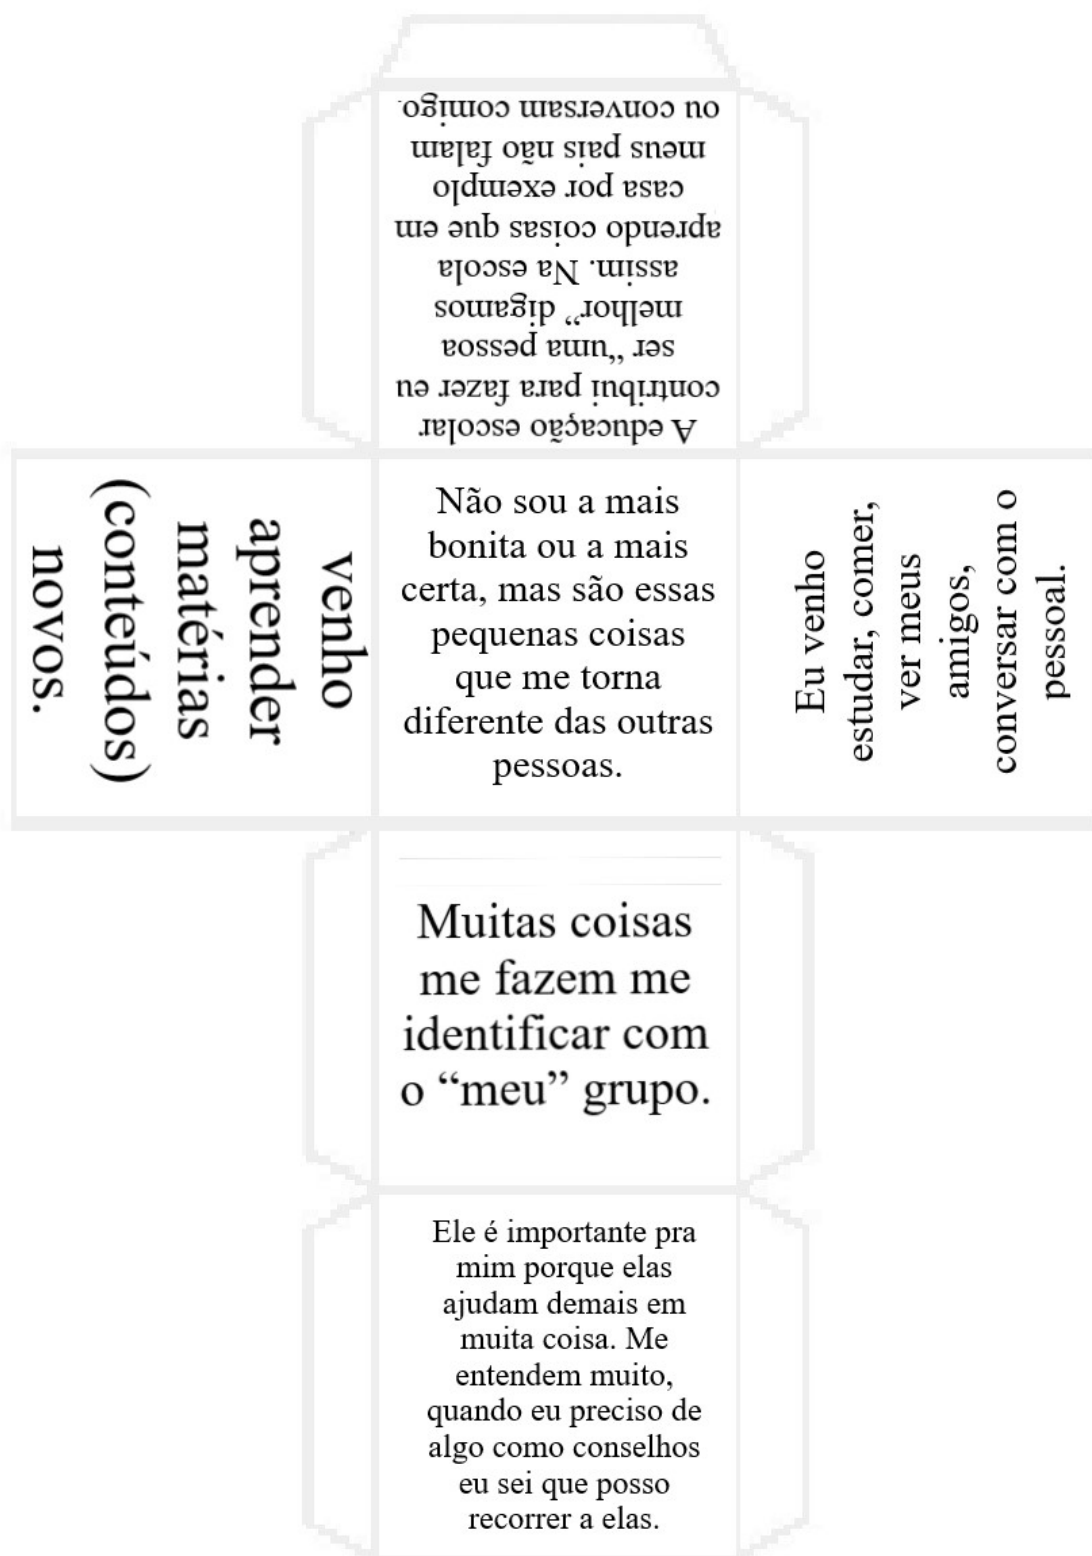 A educação escolar
contribui para fazer eu
ser “uma pessoa
melhor” digamos
assim. Na escola
aprendo coisas que em
casa por exemplo
meus pais não falam
ou conversam comigo.
venho
aprender
matérias
(conteúdos)
novos.
Não sou a mais
bonita ou a mais
certa, mas são essas
pequenas coisas
que me torna
diferente das outras
pessoas.
Eu venho
estudar, comer,
ver meus
amigos,
conversar com o
pessoal.
Muitas coisas
me fazem me
identificar com
o “meu” grupo.
Ele é importante pra
mim porque elas
ajudam demais em
muita coisa. Me
entendem muito,
quando eu preciso de
algo como conselhos
eu sei que posso
recorrer a elas.